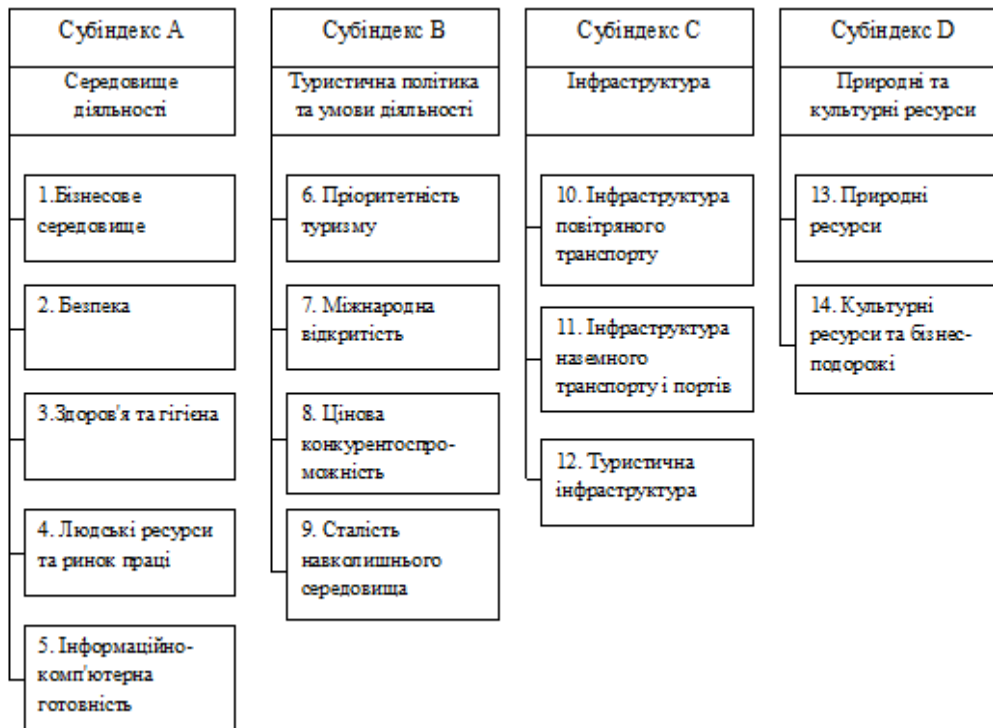 Субіндекс A
Середовище
діяльності
1.Бізнесове
середовище
2. Безпека
3.Здоров'я та гігієна
4. Людські ресурси
та ринок праці
5. Інформаційно-
комп'ютерна
готовність
Субіндекс B
Туристична політика
та умови діяльності
6. Пріоритетність
туризму
7. Міжнародна
відкритість
8. Цінова
конкурентоспро-
можність
9. Сталість
навколишнього
середовища
Субіндекс C
Інфраструктура
10. Інфраструктура
повітряного
транспорту
11. Інфраструктура
наземного
транспорту і портів
12. Туристична
інфраструктура
Субіндекс D
Природні та
культурні ресурси
13. Природні
ресурси
14. Культурні
ресурси та бізнес-
подорожі